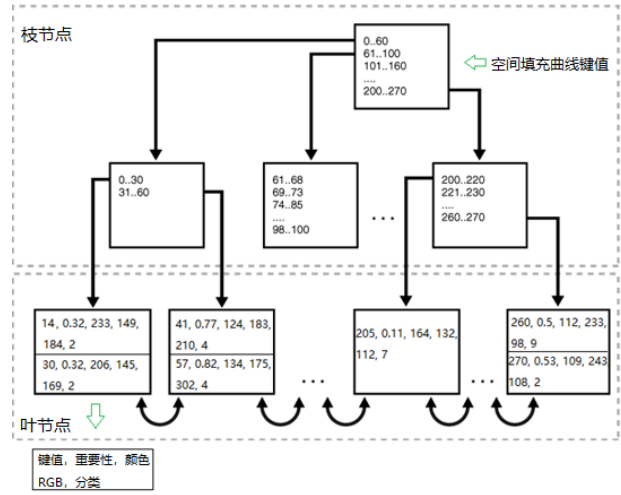 枝节点
0..60
61..100
101..160
....
200..270
空间填充曲线键值
0..30
31..60
61..68
69..73
74..85
....
98..100
...
200..220
221..230
....
260..270
14, 0.32, 233, 149,
184, 2
30, 0.32, 206, 145,
169, 2
41, 0.77, 124, 183,
210, 4
57, 0.82, 134, 175,
302, 4
...
205, 0.11, 164, 132,
112, 7
...
260, 0.5, 112, 233,
98, 9
270, 0.53, 109, 243
108, 2
叶节点
键值，重要性，颜色
RGB，分类